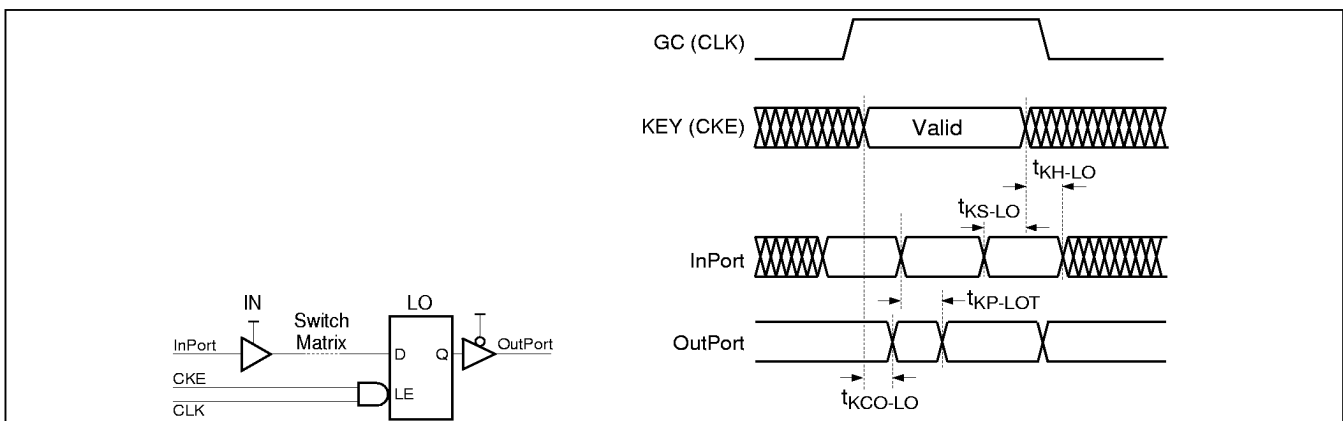 GC (CLK)
KEY (CKE)
Valid
tKH-LO
tKS-LO
InPort
tKP-LOT
OutPort
tKCO-LO
IN
LO
Switch
Matrix
InPort
D
Q
OutPort
CKE
LE
CLK